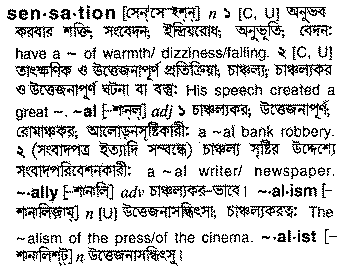 sen·sa·tion [সেন্‌'সেইশ্‌ন্] n ১ [C, U] অনুভব
করবার শক্তি; সংবেদন; ইন্দ্রিয়বোধ; অনুভূতি; বেদন:
have a ~ of warmth/ dizziness/falling. ২ [C, U]
তাৎক্ষণিক ও উত্তেজনাপূর্ণ প্রতিক্রিয়া, চাঞ্চল্য; চাঞ্চল্যকর
ও উত্তেজনাপূর্ণ ঘটনা বা বস্তু: His speech created a
great ~. ~·al [-শান্‌ল্] adj ১ চাঞ্চল্যকর; উত্তেজনাপূর্ণ,
রোমাঞ্চকর; আলোড়নসৃষ্টিকারী: a ~al bank robbery.
২ (সংবাদপত্র ইত্যাদি সম্বন্ধে) চাঞ্চল্য সৃষ্টির উদ্দেশ্যে
সংবাদপরিবেশনকারী: a ~al writer/ newspaper.
~·ally [-শানালি] adv চাঞ্চল্যকর-ভাবে। ~·al·ism [–
শানালিজ়াম্] n [U] উত্তেজনাসন্ধিৎসা; চাঞ্চল্যকরত্ব: The
~alism of the press/of the cinema. ~·al·ist [–
শানালিস্ট্] n উত্তেজনাসন্ধিৎসু।